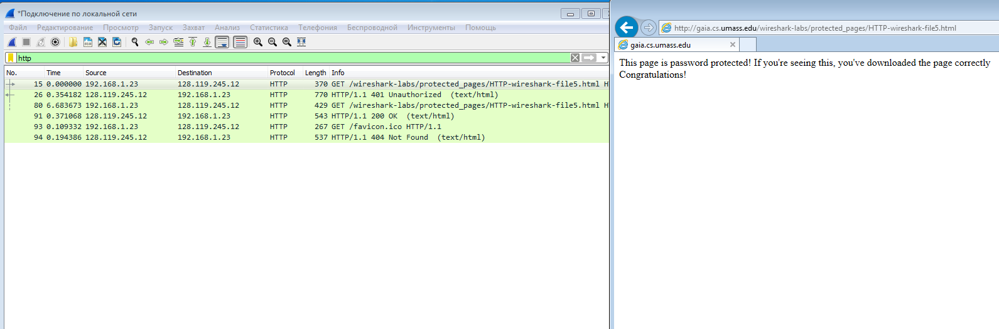 *Подключение по локальной сети
Файл Редактирование Просмотр Запуск Захват Анализ Статистика Телефония Беспроводной Инструменты Помощь
http
No. Time Source Destination Protocol Length Info
15 0.000000 192.168.1.23 128.119.245.12 HTTP 370 GET /wireshark-labs/protected_pages/HTTP-wireshark-file5.html H
26 0.354182 128.119.245.12 192.168.1.23 HTTP 770 HTTP/1.1 401 Unauthorized (text/html)
80 6.683673 192.168.1.23 128.119.245.12 HTTP 429 GET /wireshark-labs/protected_pages/HTTP-wireshark-file5.html H
91 0.371068 128.119.245.12 192.168.1.23 HTTP 543 HTTP/1.1 200 OK (text/html)
93 0.109332 192.168.1.23 128.119.245.12 HTTP 267 GET /favicon.ico HTTP/1.1
94 0.194386 128.119.245.12 192.168.1.23 HTTP 537 HTTP/1.1 404 Not Found (text/html)
http://gaia.cs.umass.edu/wireshark-labs/protected_pages/HTTP-wireshark-file5.html
gaia.cs.umass.edu
This page is password protected! If you're seeing this, you've downloaded the page correctly
Congratulations!